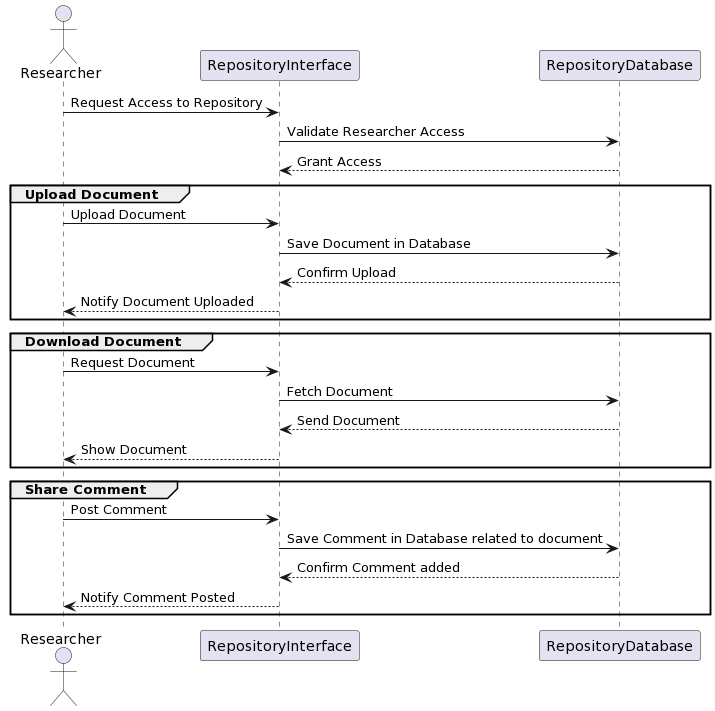 Researcher
RepositoryInterface
RepositoryDatabase
Request Access to Repository
Validate Researcher Access
Grant Access
Upload Document
Upload Document
Save Document in Database
Confirm Upload
Notify Document Uploaded
Download Document
Request Document
Fetch Document
Send Document
Show Document
Share Comment
Post Comment
Save Comment in Database related to document
Confirm Comment added
Notify Comment Posted
Researcher
RepositoryInterface
RepositoryDatabase